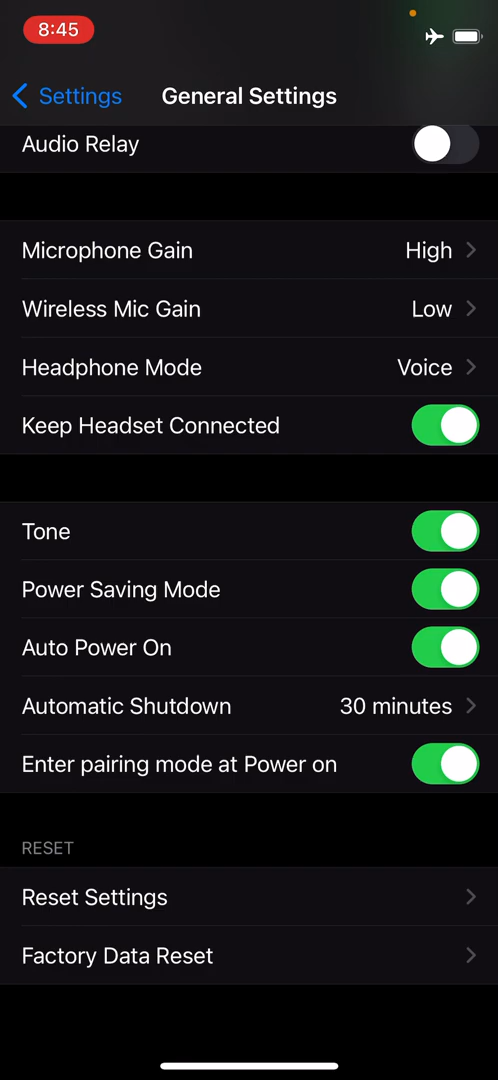 8:45
Settings
General Settings
Audio Relay
Microphone Gain High
Wireless Mic Gain Low
Headphone Mode Voice
Keep Headset Connected
Tone
Power Saving Mode
Auto Power On
Automatic Shutdown 30 minutes
Enter pairing mode at Power on
RESET
Reset Settings
Factory Data Reset